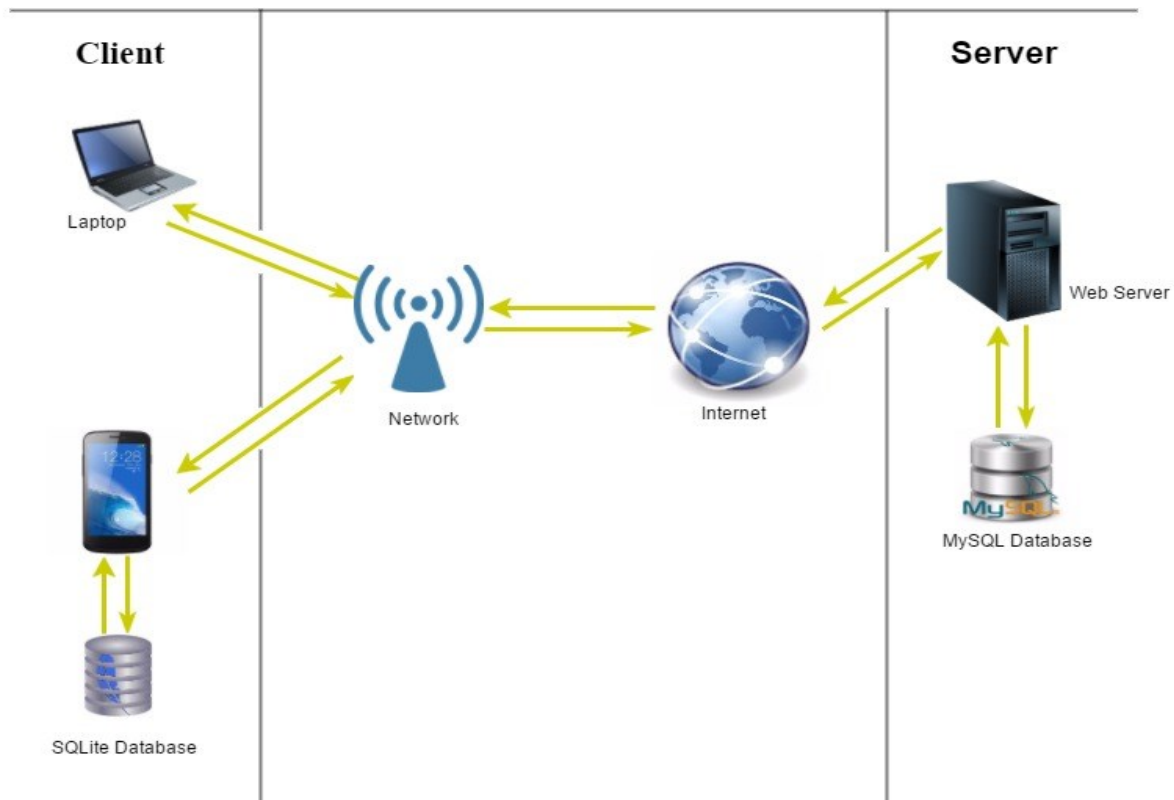 Client
Server
Laptop
Web Server
Network
Internet
12:28
MySQL
MySQL Database
SQLite Database